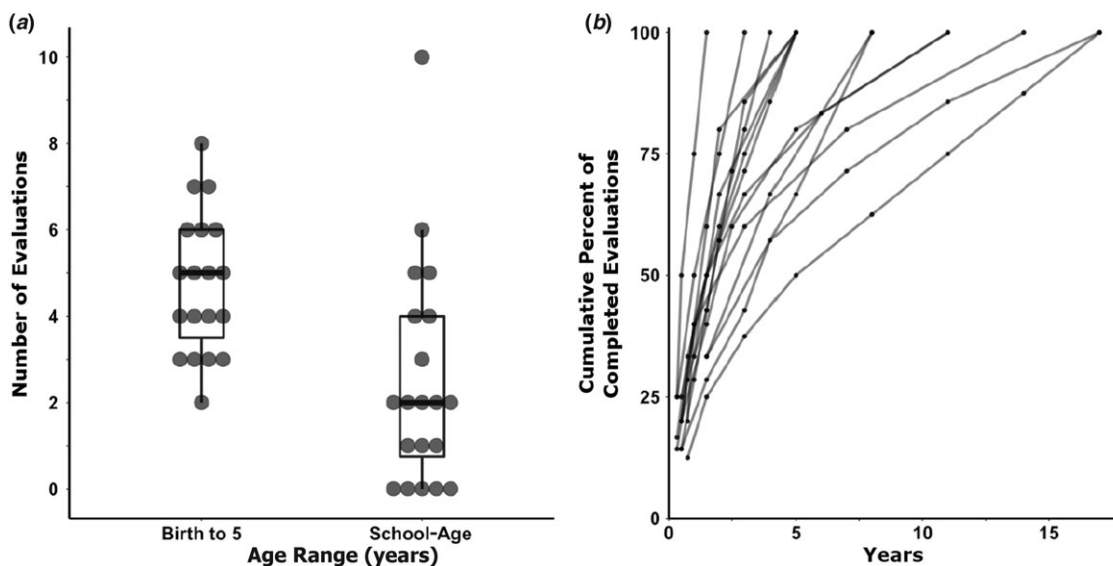 (a)
Number of Evaluations
10
8
6
4
2
0
Birth to 5
School-Age
Age Range (years)
(b)
Cumulative Percent of
Completed Evaluations
100
75
50
25
0
0
5
10
15
Years